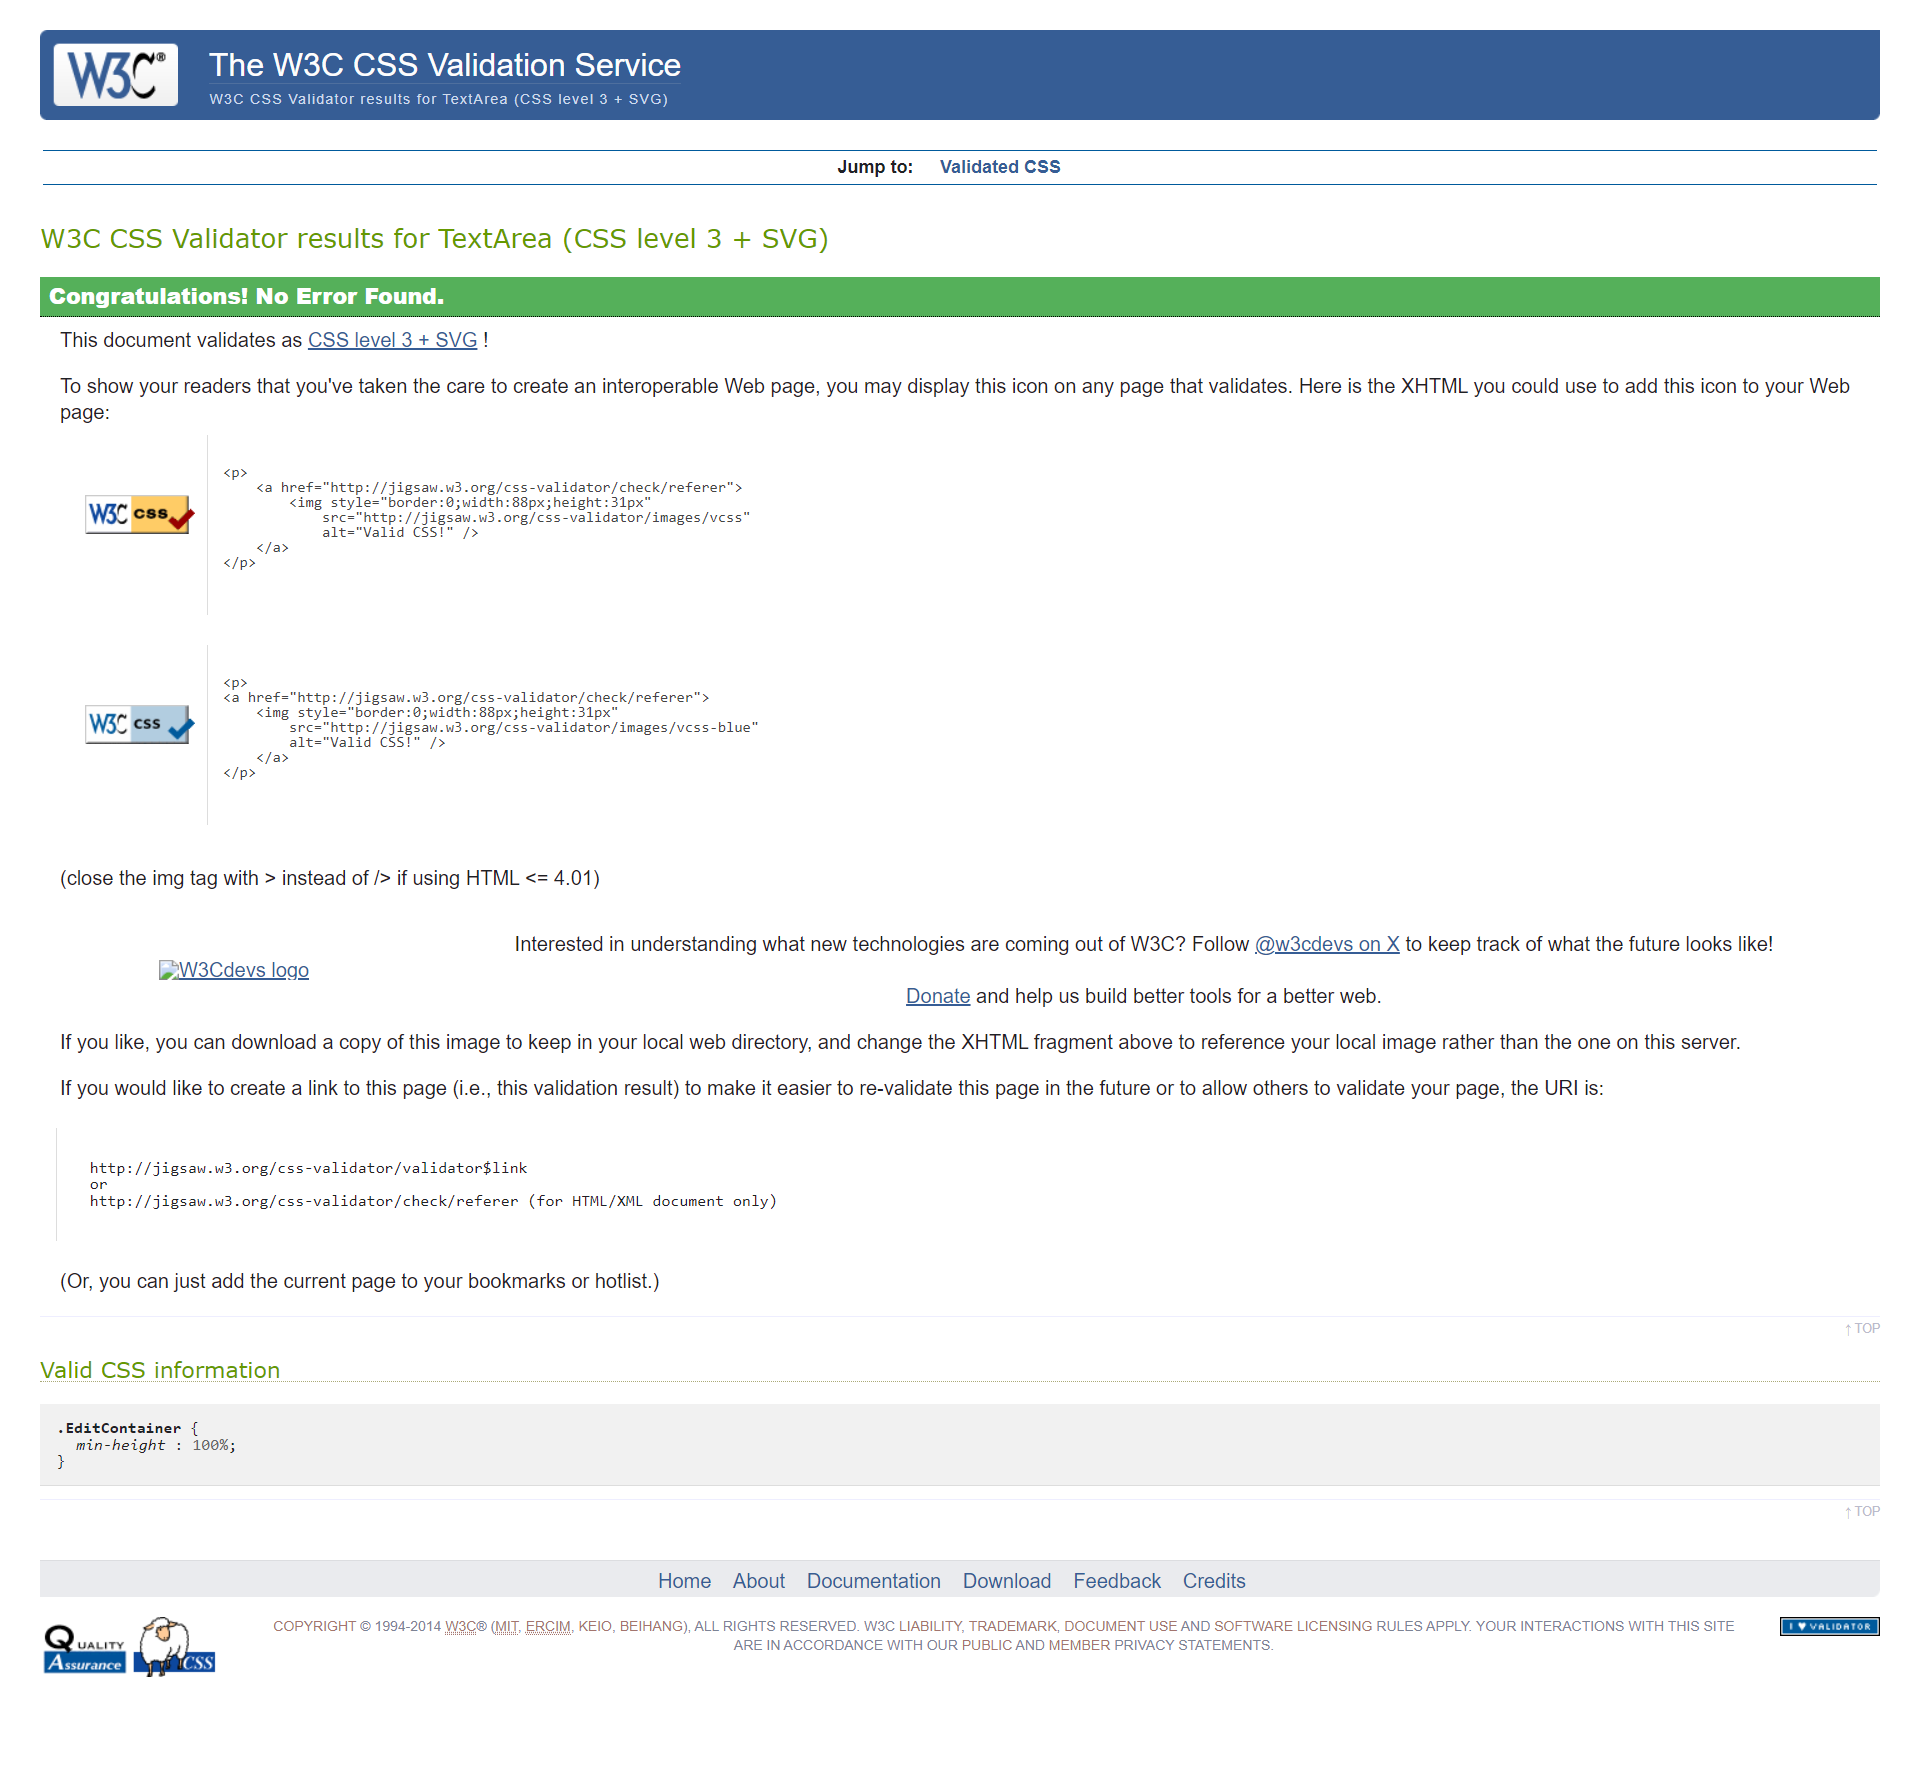 W3C®
The W3C CSS Validation Service
W3C CSS Validator results for TextArea (CSS level 3 + SVG)
Jump to: Validated CSS
W3C CSS Validator results for TextArea (CSS level 3 + SVG)
Congratulations! No Error Found.
This document validates as CSS level 3 + SVG !
To show your readers that you've taken the care to create an interoperable Web page, you may display this icon on any page that validates. Here is the XHTML you could use to add this icon to your Web
page:
W3C css
<p>
    <a href="http://jigsaw.w3.org/css-validator/check/referer">
        <img style="border:0;width:88px;height:31px"
            src="http://jigsaw.w3.org/css-validator/images/vcss"
            alt="Valid CSS!" />
    </a>
</p>
W3C css
<p>
<a href="http://jigsaw.w3.org/css-validator/check/referer">
    <img style="border:0;width:88px;height:31px"
        src="http://jigsaw.w3.org/css-validator/images/vcss-blue"
        alt="Valid CSS!" />
    </a>
</p>
(close the img tag with > instead of /> if using HTML <= 4.01)
Interested in understanding what new technologies are coming out of W3C? Follow @w3cdevs on X to keep track of what the future looks like!
W3Cdevs logo
Donate and help us build better tools for a better web.
If you like, you can download a copy of this image to keep in your local web directory, and change the XHTML fragment above to reference your local image rather than the one on this server.
If you would like to create a link to this page (i.e., this validation result) to make it easier to re-validate this page in the future or to allow others to validate your page, the URI is:
http://jigsaw.w3.org/css-validator/validator$link
or
http://jigsaw.w3.org/css-validator/check/referer (for HTML/XML document only)
(Or, you can just add the current page to your bookmarks or hotlist.)
↑ TOP
Valid CSS information
.EditContainer {
  min-height : 100%;
}
↑ TOP
Home About Documentation Download Feedback Credits
QUALITY
Assurance
CSS
COPYRIGHT © 1994-2014 W3C® (MIT, ERCIM, KEIO, BEIHANG), ALL RIGHTS RESERVED. W3C LIABILITY, TRADEMARK, DOCUMENT USE AND SOFTWARE LICENSING RULES APPLY. YOUR INTERACTIONS WITH THIS SITE
ARE IN ACCORDANCE WITH OUR PUBLIC AND MEMBER PRIVACY STATEMENTS.
I ♥ VALIDATOR